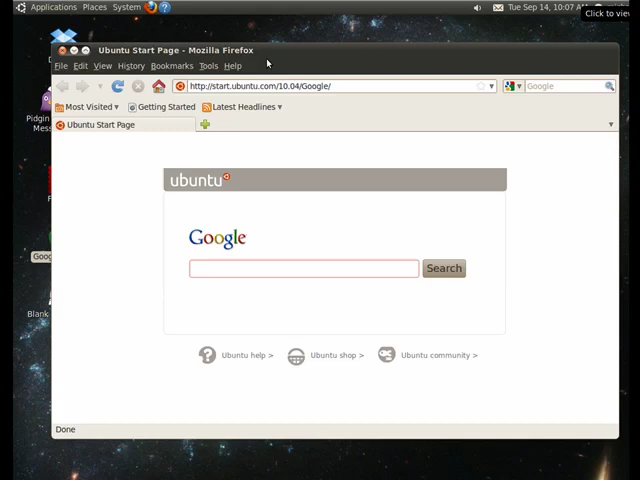 Applications Places System Tue Sep 14, 10:07 AM
Click to view
Ubuntu Start Page - Mozilla Firefox
File Edit View History Bookmarks Tools Help
http://start.ubuntu.com/10.04/Google/ Google
Most Visited Getting Started Latest Headlines
Ubuntu Start Page
Pidgin
Mess
ubuntu
Google
Search
Goog
Blank
Ubuntu help > Ubuntu shop > Ubuntu community >
Done